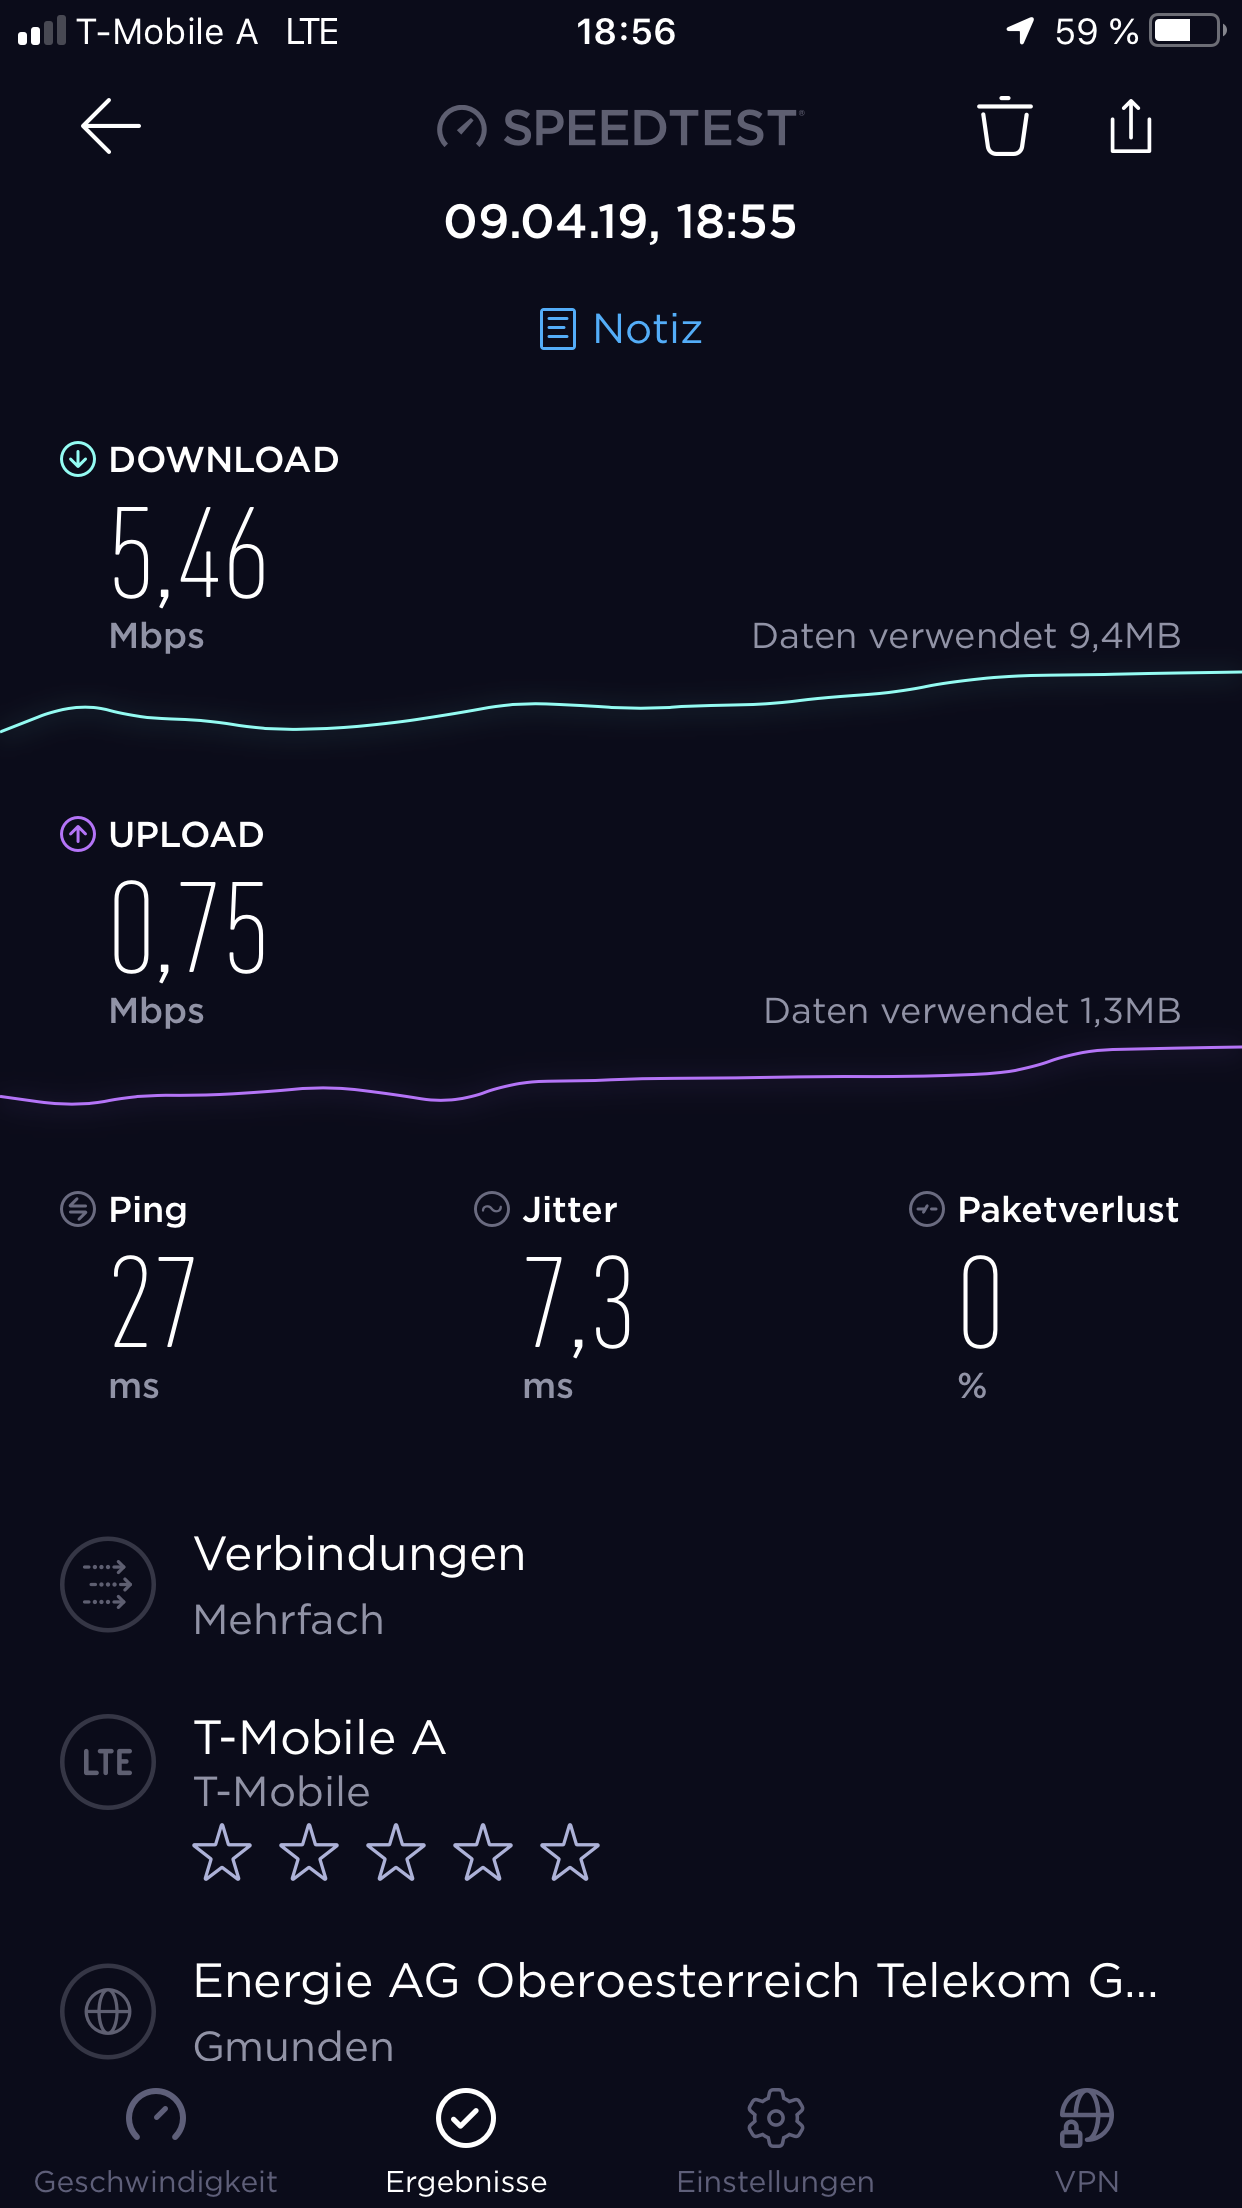 T-Mobile A LTE 18:56 59 %
SPEEDTEST®
09.04.19, 18:55
Notiz
DOWNLOAD
5,46
Mbps
Daten verwendet 9,4MB
UPLOAD
0,75
Mbps
Daten verwendet 1,3MB
Ping
27
ms
Jitter
7,3
ms
Paketverlust
0
%
Verbindungen
Mehrfach
LTE
T-Mobile A
T-Mobile
Energie AG Oberoesterreich Telekom G...
Gmunden
Geschwindigkeit
Ergebnisse
Einstellungen
VPN